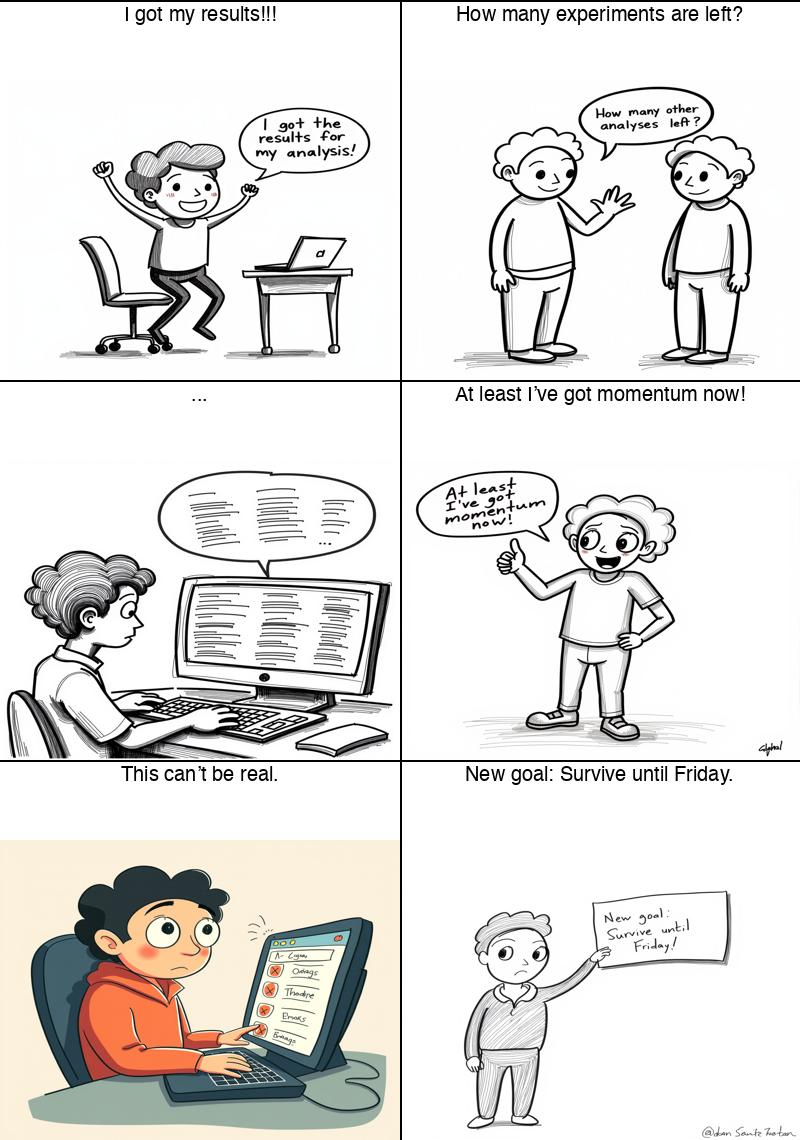 I got my results!!!
I got the
results for
my analysis!
How many experiments are left?
How many other
analyses left?
...
...
At least I've got momentum now!
At least
I've got
momentum
now!
This can't be real.
Errors
New goal: Survive until Friday.
New goal:
Survive until
Friday!